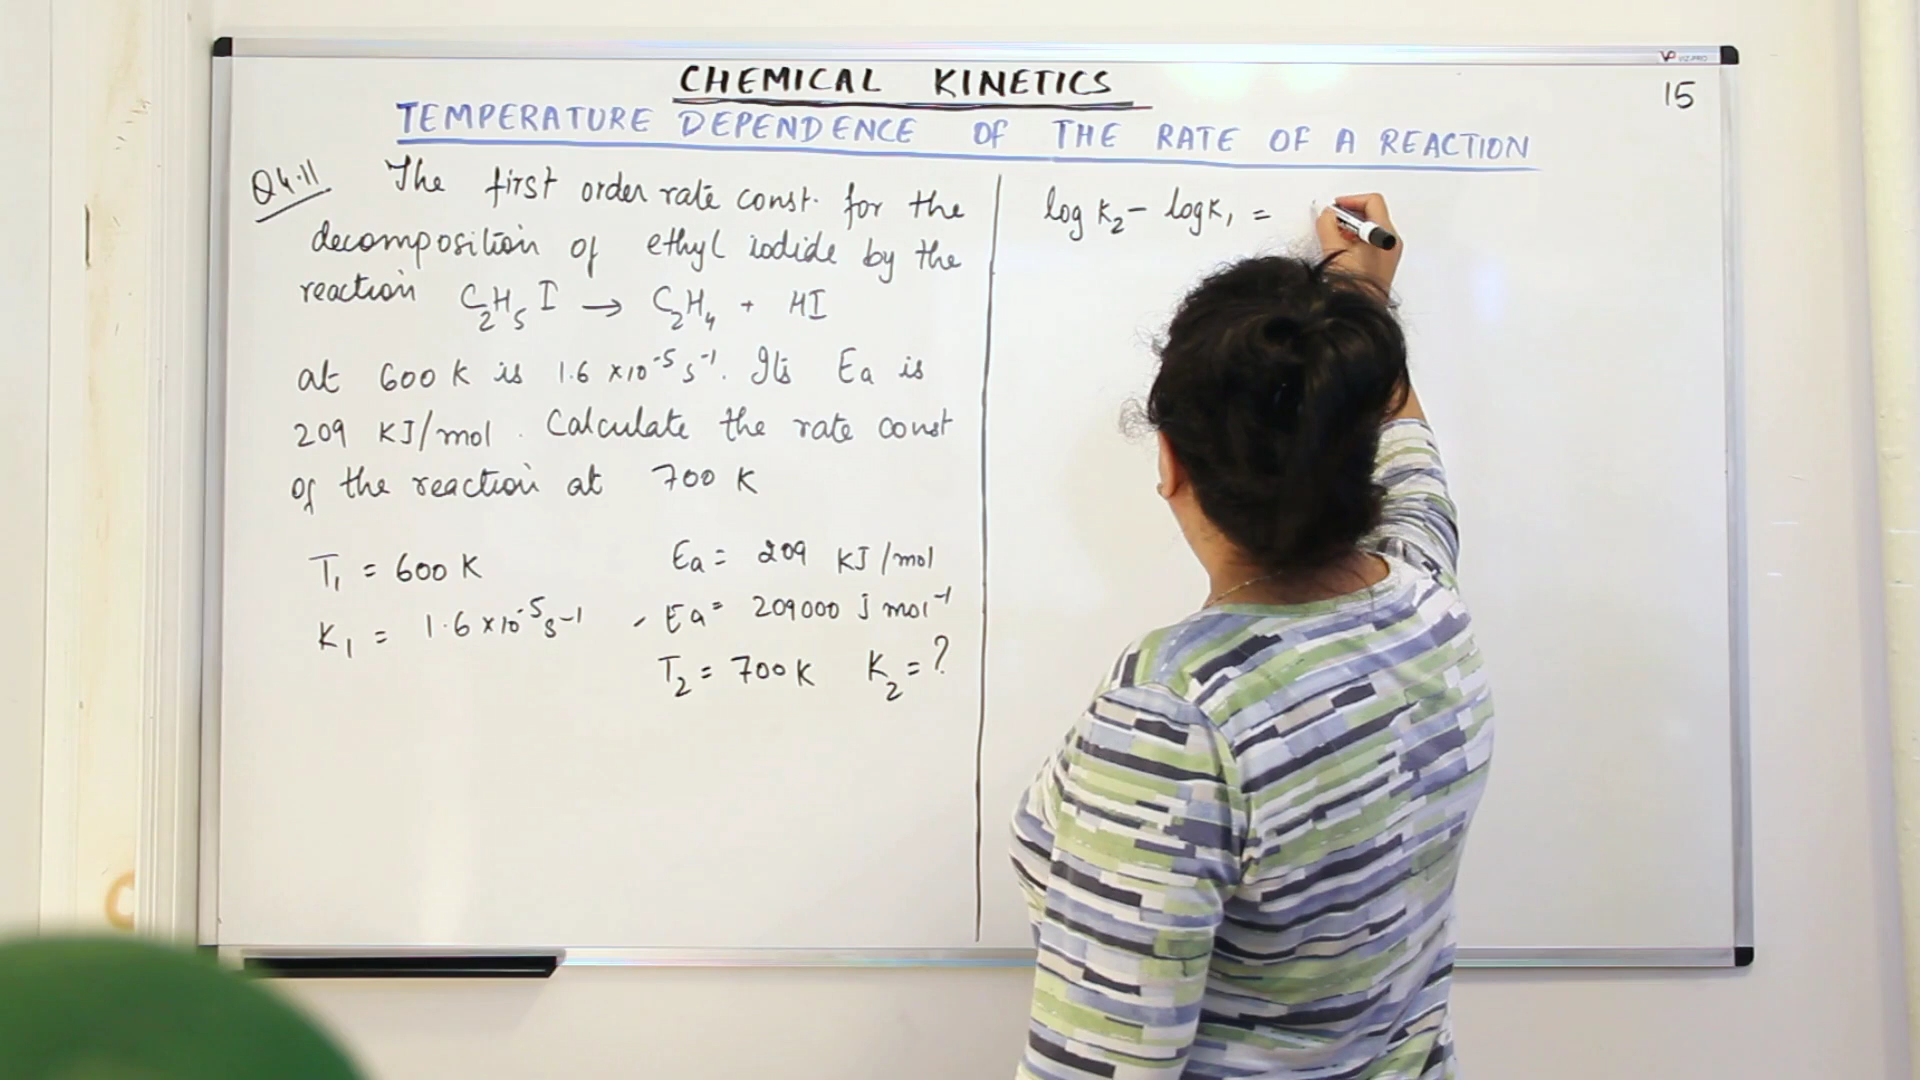 VIZ-PRO
CHEMICAL KINETICS
15
TEMPERATURE DEPENDENCE OF THE RATE OF A REACTION
Q4.11 The first order rate const. for the
decomposition of ethyl iodide by the
reaction C₂H₅I → C₂H₄ + HI
at 600 K is 1.6 ×10⁻⁵ s⁻¹. Its Ea is
209 KJ/mol. Calculate the rate const
of the reaction at 700 K
T₁ = 600 K
K₁ = 1.6 ×10⁻⁵ s⁻¹
Ea = 209 KJ/mol
Ea = 209000 j mol⁻¹
T₂ = 700 K K₂ = ?
log K₂ - log K₁ =